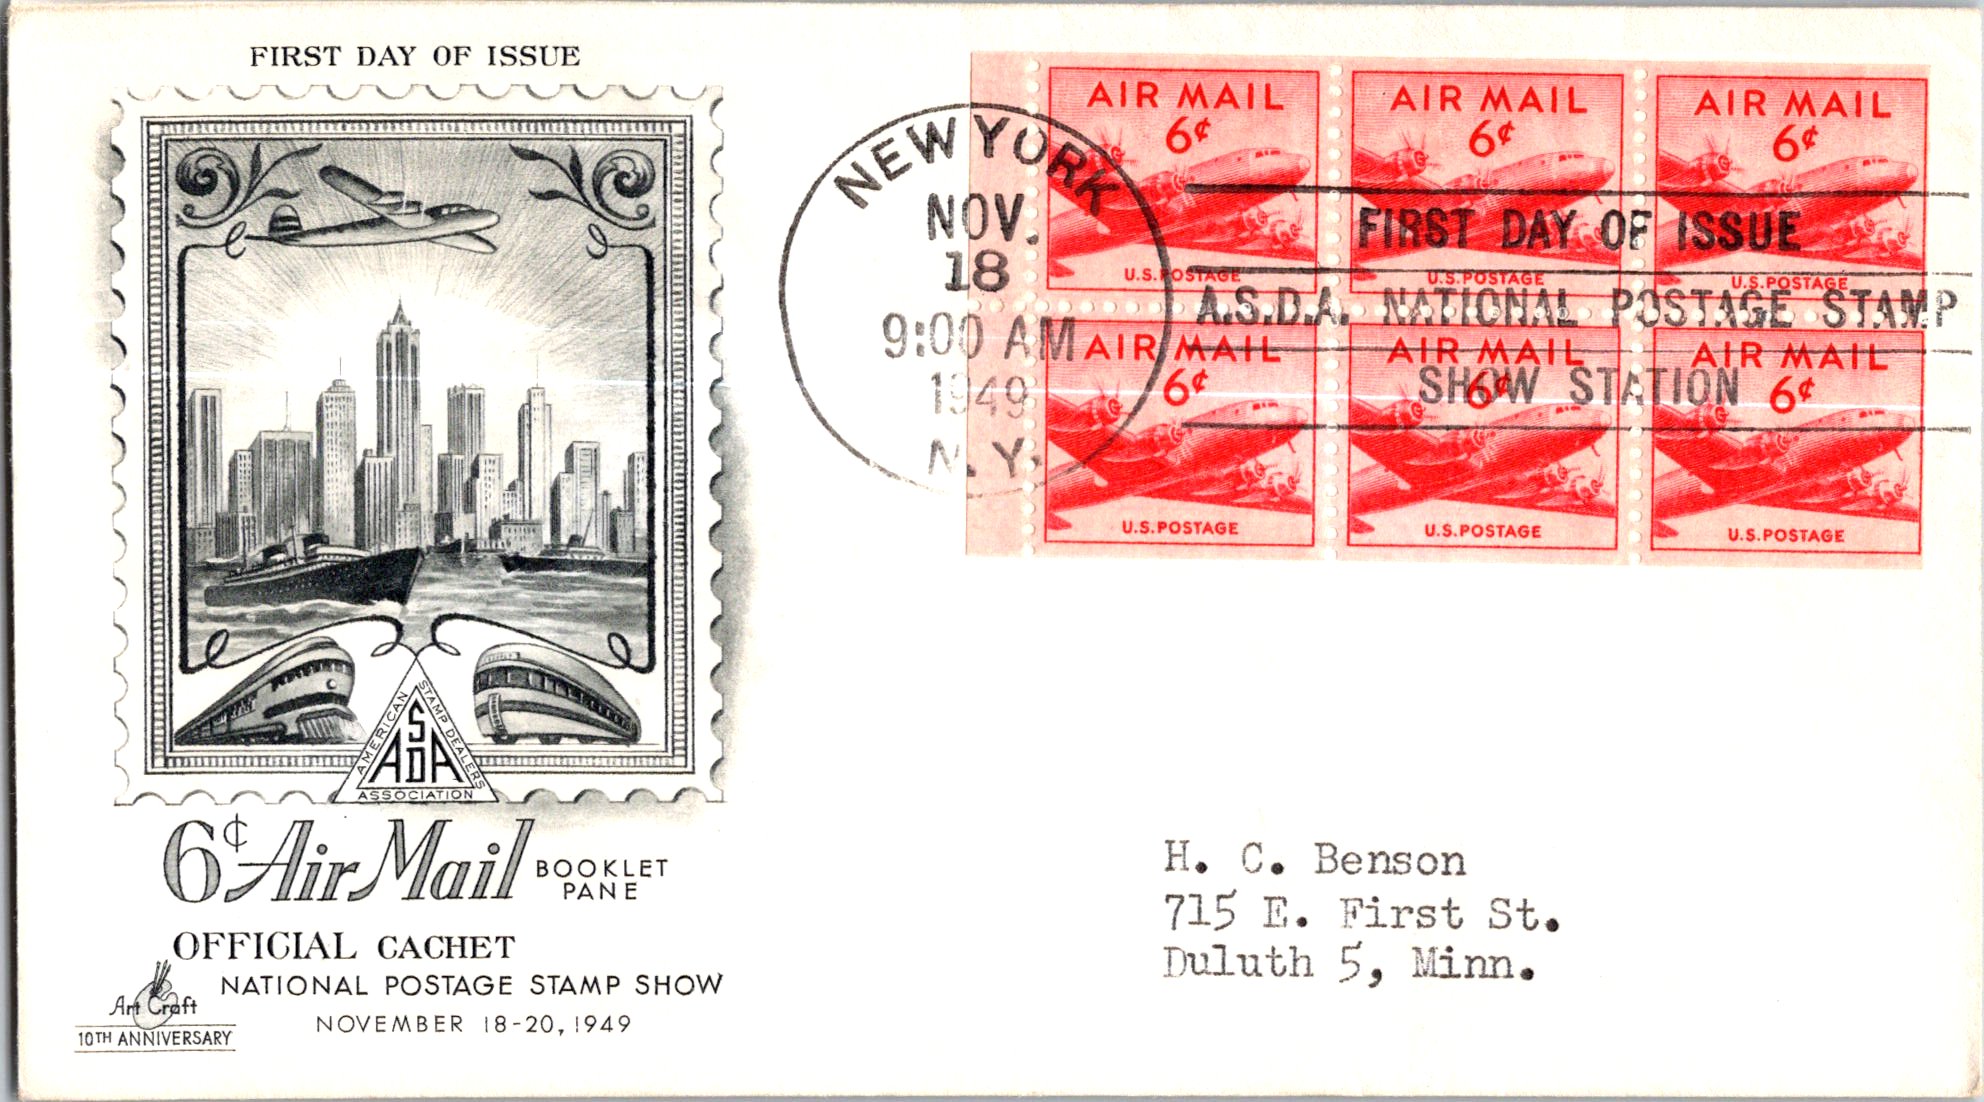 FIRST DAY OF ISSUE
AMERICAN
STAMP DEALERS
ASSOCIATION
ASDA
6¢ Air Mail BOOKLET PANE
OFFICIAL CACHET
NATIONAL POSTAGE STAMP SHOW
NOVEMBER 18-20, 1949
Art Craft
10TH ANNIVERSARY
NEW YORK
NOV.
18
9:00 AM
1949
N.Y.
FIRST DAY OF ISSUE
A.S.D.A. NATIONAL POSTAGE STAMP
SHOW STATION
AIR MAIL
6¢
U.S. POSTAGE
AIR MAIL
6¢
U.S. POSTAGE
AIR MAIL
6¢
U.S. POSTAGE
AIR MAIL
6¢
U.S. POSTAGE
AIR MAIL
6¢
U.S. POSTAGE
AIR MAIL
6¢
U.S. POSTAGE
H. C. Benson
715 E. First St.
Duluth 5, Minn.